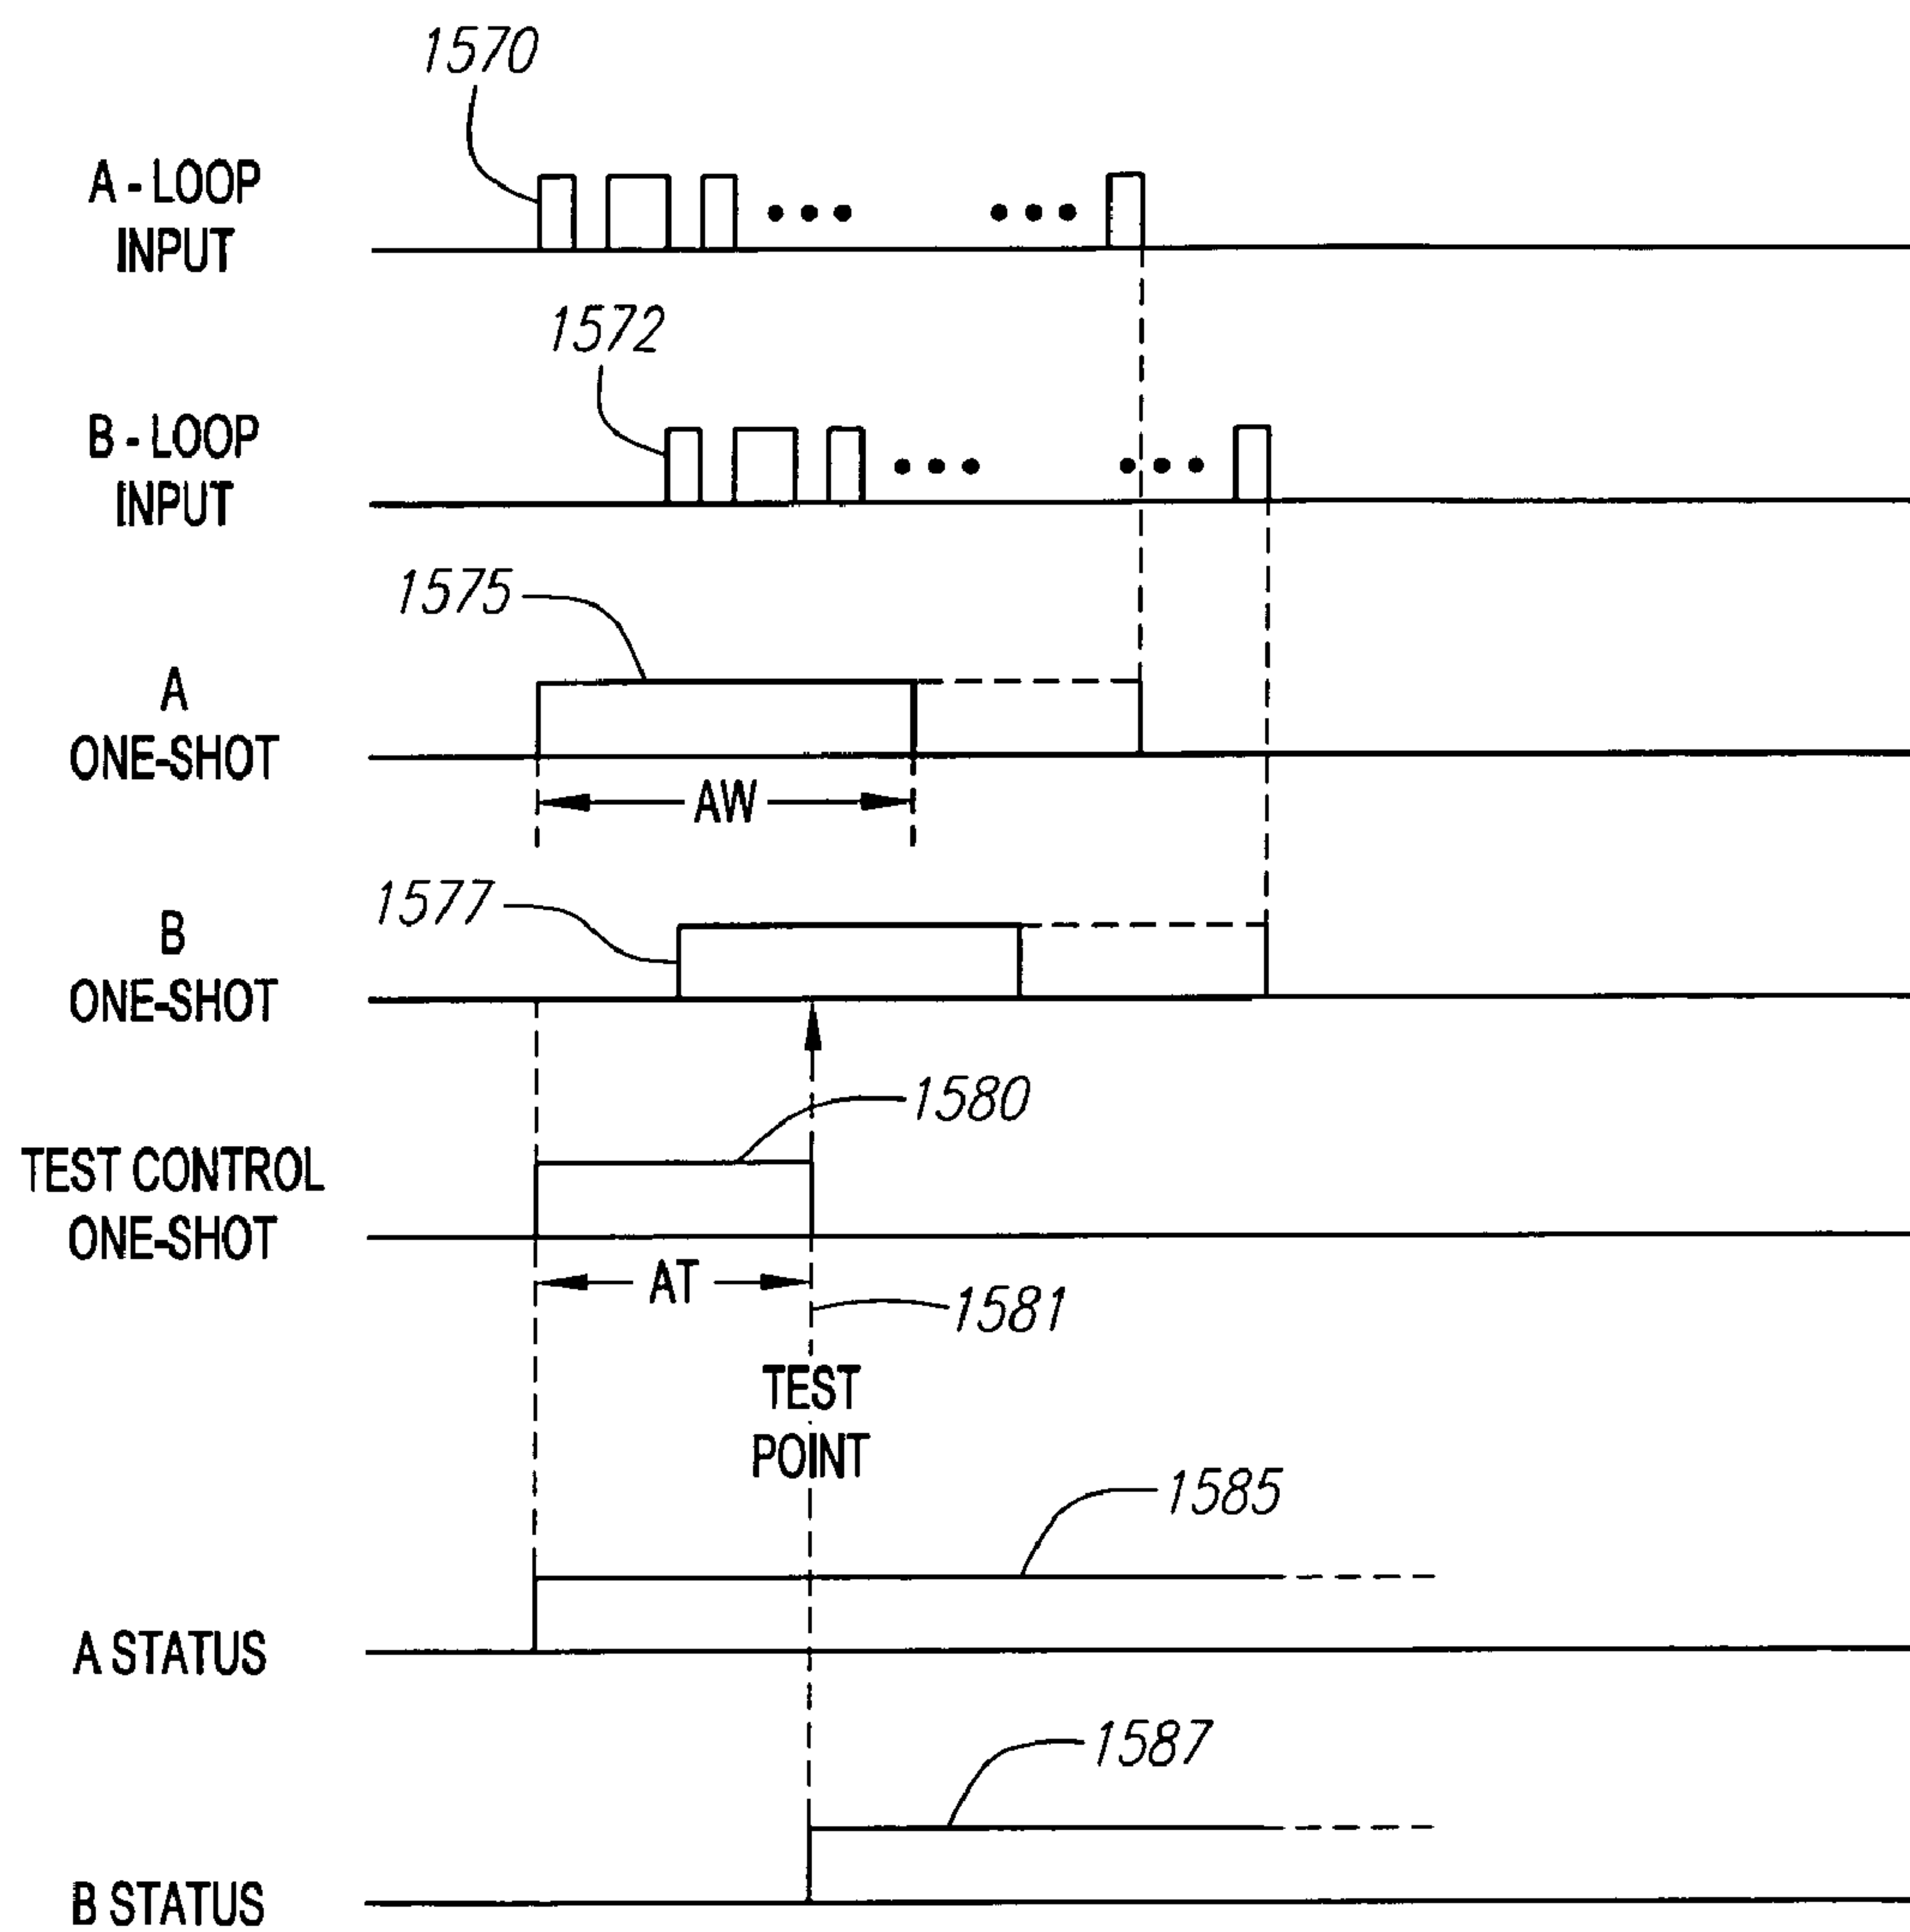 1570
A - LOOP
INPUT
1572
B - LOOP
INPUT
1575
A
ONE-SHOT
AW
1577
B
ONE-SHOT
1580
TEST CONTROL
ONE-SHOT
AT
1581
TEST
POINT
1585
A STATUS
1587
B STATUS